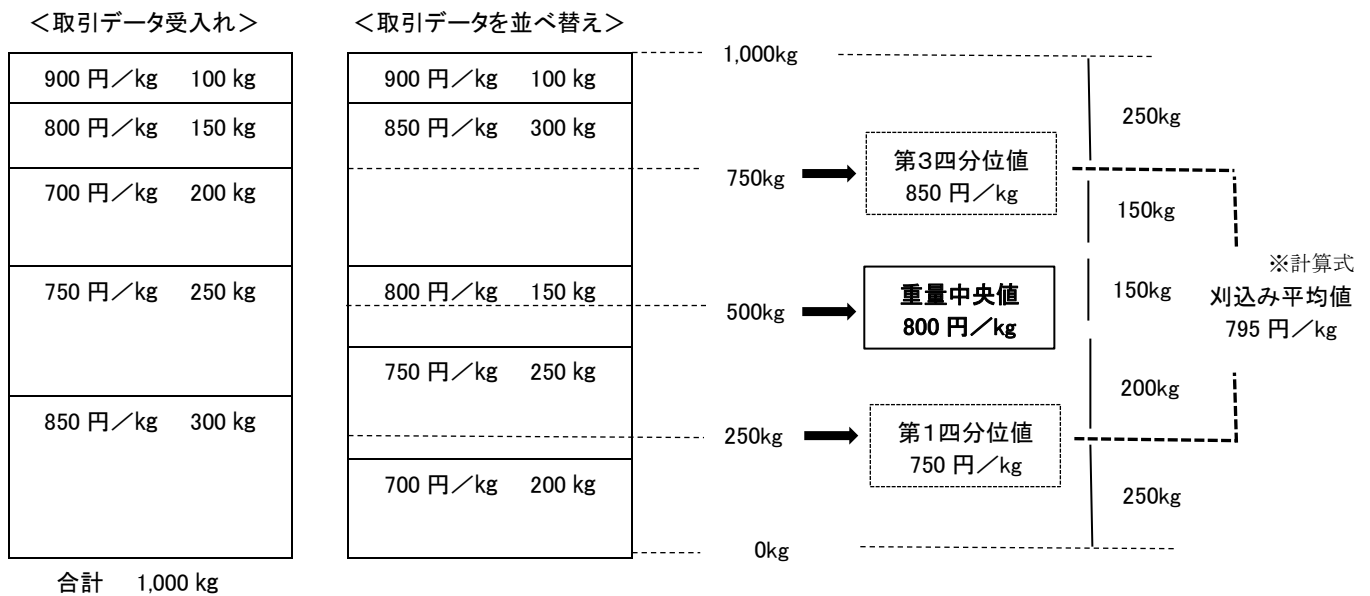 ＜取引データ受入れ＞
900 円／kg 100 kg
800 円／kg 150 kg
700 円／kg 200 kg
750 円／kg 250 kg
850 円／kg 300 kg
合計 1,000 kg
＜取引データを並べ替え＞
900 円／kg 100 kg
850 円／kg 300 kg
800 円／kg 150 kg
750 円／kg 250 kg
700 円／kg 200 kg
1,000kg
750kg
500kg
250kg
0kg
第３四分位値
850 円／kg
重量中央値
800 円／kg
第１四分位値
750 円／kg
250kg
150kg
150kg
200kg
250kg
※計算式
刈込み平均値
795 円／kg